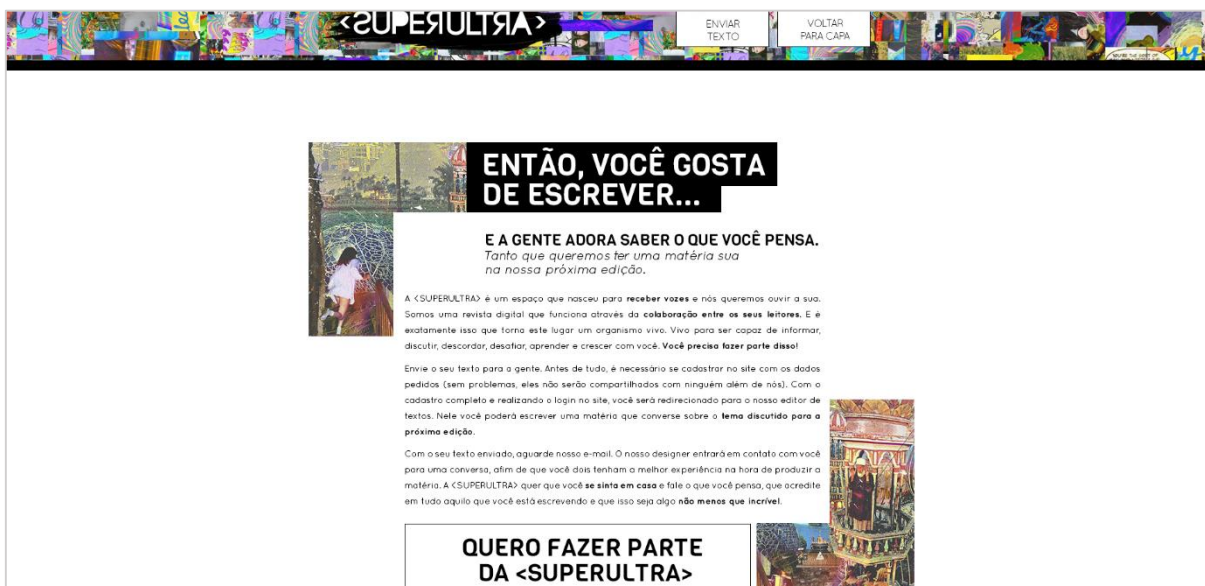 <SUPERULTRA>
ENVIAR
TEXTO
VOLTAR
PARA CAPA
ENTÃO, VOCÊ GOSTA
DE ESCREVER...
E A GENTE ADORA SABER O QUE VOCÊ PENSA.
Tanto que queremos ter uma matéria sua
na nossa próxima edição.
A <SUPERULTRA> é um espaço que nasceu para receber vozes e nós queremos ouvir a sua.
Somos uma revista digital que funciona através da colaboração entre os seus leitores. E é
exatamente isso que torna este lugar um organismo vivo. Vivo para ser capaz de informar,
discutir, descordar, desafiar, aprender e crescer com você. Você precisa fazer parte disso!
Envie o seu texto para a gente. Antes de tudo, é necessário se cadastrar no site com os dados
pedidos (sem problemas, eles não serão compartilhados com ninguém além de nós). Com o
cadastro completo e realizando o login no site, você será redirecionado para o nosso editor de
textos. Nele você poderá escrever uma matéria que converse sobre o tema discutido para a
próxima edição.
Com o seu texto enviado, aguarde nosso e-mail. O nosso designer entrará em contato com você
para uma conversa, afim de que você dois tenham a melhor experiência na hora de produzir a
matéria. A <SUPERULTRA> quer que você se sinta em casa e fale o que você pensa, que acredite
em tudo aquilo que você está escrevendo e que isso seja algo não menos que incrível.
QUERO FAZER PARTE
DA <SUPERULTRA>